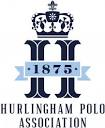 H
·1875·
HURLINGHAM POLO
ASSOCIATION